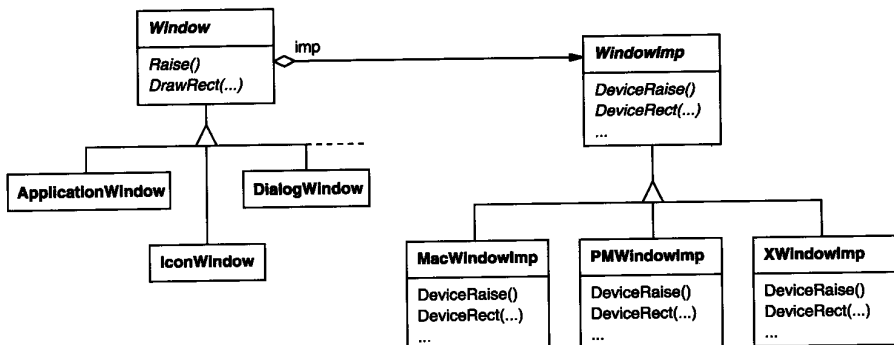 Window
Raise()
DrawRect(...)
imp
WindowImp
DeviceRaise()
DeviceRect(...)
...
ApplicationWindow
DialogWindow
IconWindow
MacWindowImp
DeviceRaise()
DeviceRect(...)
...
PMWindowImp
DeviceRaise()
DeviceRect(...)
...
XWindowImp
DeviceRaise()
DeviceRect(...)
...